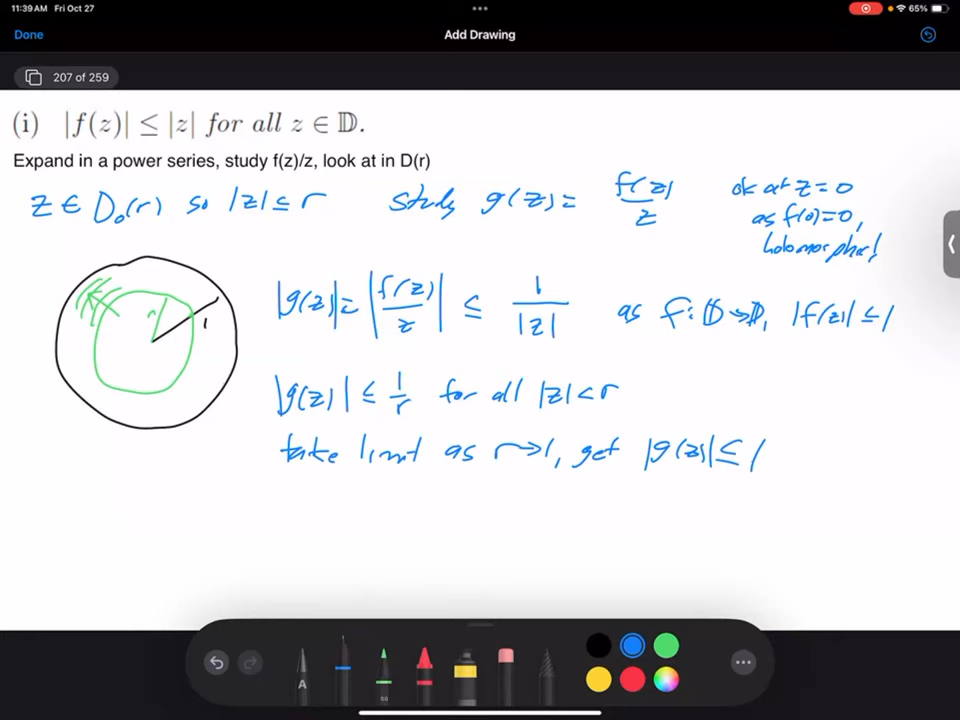 11:39 AM Fri Oct 27
65%
Done
Add Drawing
207 of 259
(i) |f(z)| ≤ |z| for all z ∈ 𝔻.
Expand in a power series, study f(z)/z, look at in D(r)
z ∈ D₀(r) so |z| ≤ r study g(z) = f(z)/z ok at z=0
as f(0)=0,
holomorphic!
|g(z)| = |f(z)/z| ≤ 1/|z| as f: 𝔻→𝔻, |f(z)| ≤ 1
r
1
|g(z)| ≤ 1/r for all |z| < r
take limit as r→1, get |g(z)| ≤ 1
A
50